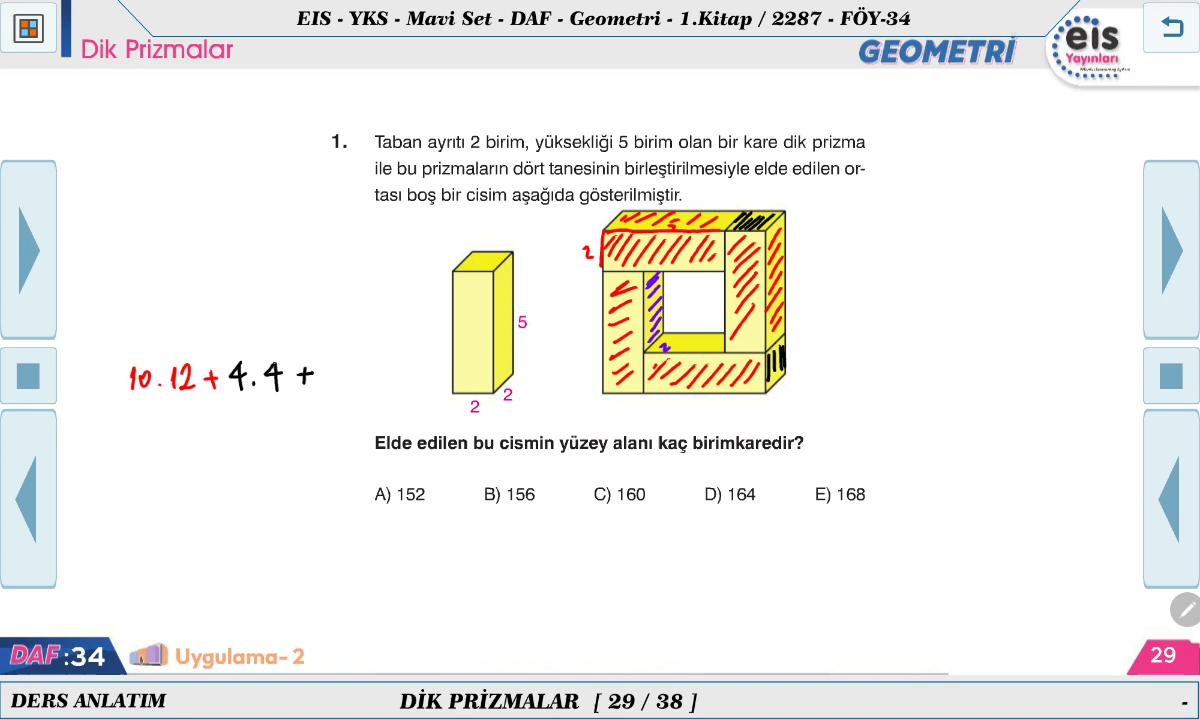 EIS - YKS - Mavi Set - DAF - Geometri - 1.Kitap / 2287 - FÖY-34
Dik Prizmalar
GEOMETRİ
eis
Yayınları
1. Taban ayrıtı 2 birim, yüksekliği 5 birim olan bir kare dik prizma
ile bu prizmaların dört tanesinin birleştirilmesiyle elde edilen or-
tası boş bir cisim aşağıda gösterilmiştir.
5
2
2
5
2
2
10.12 + 4.4 +
Elde edilen bu cismin yüzey alanı kaç birimkaredir?
A) 152 B) 156 C) 160 D) 164 E) 168
DAF :34
Uygulama- 2
29
DERS ANLATIM
DİK PRİZMALAR [ 29 / 38 ]
-